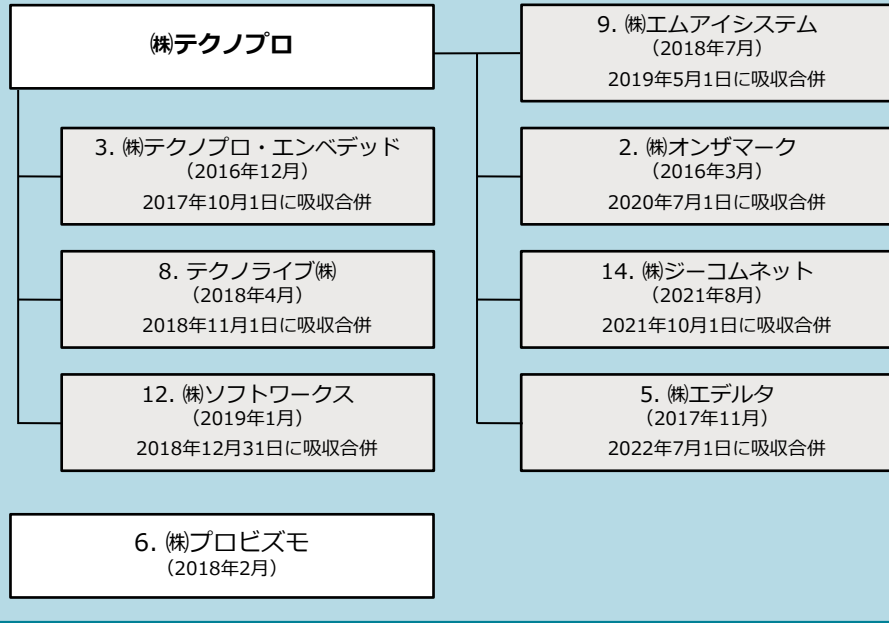 ㈱テクノプロ
3. ㈱テクノプロ・エンベデッド
（2016年12月）
2017年10月1日に吸収合併
8. テクノライブ㈱
（2018年4月）
2018年11月1日に吸収合併
12. ㈱ソフトワークス
（2019年1月）
2018年12月31日に吸収合併
6. ㈱プロビズモ
（2018年2月）
9. ㈱エムアイシステム
（2018年7月）
2019年5月1日に吸収合併
2. ㈱オンザマーク
（2016年3月）
2020年7月1日に吸収合併
14. ㈱ジーコムネット
（2021年8月）
2021年10月1日に吸収合併
5. ㈱エデルタ
（2017年11月）
2022年7月1日に吸収合併